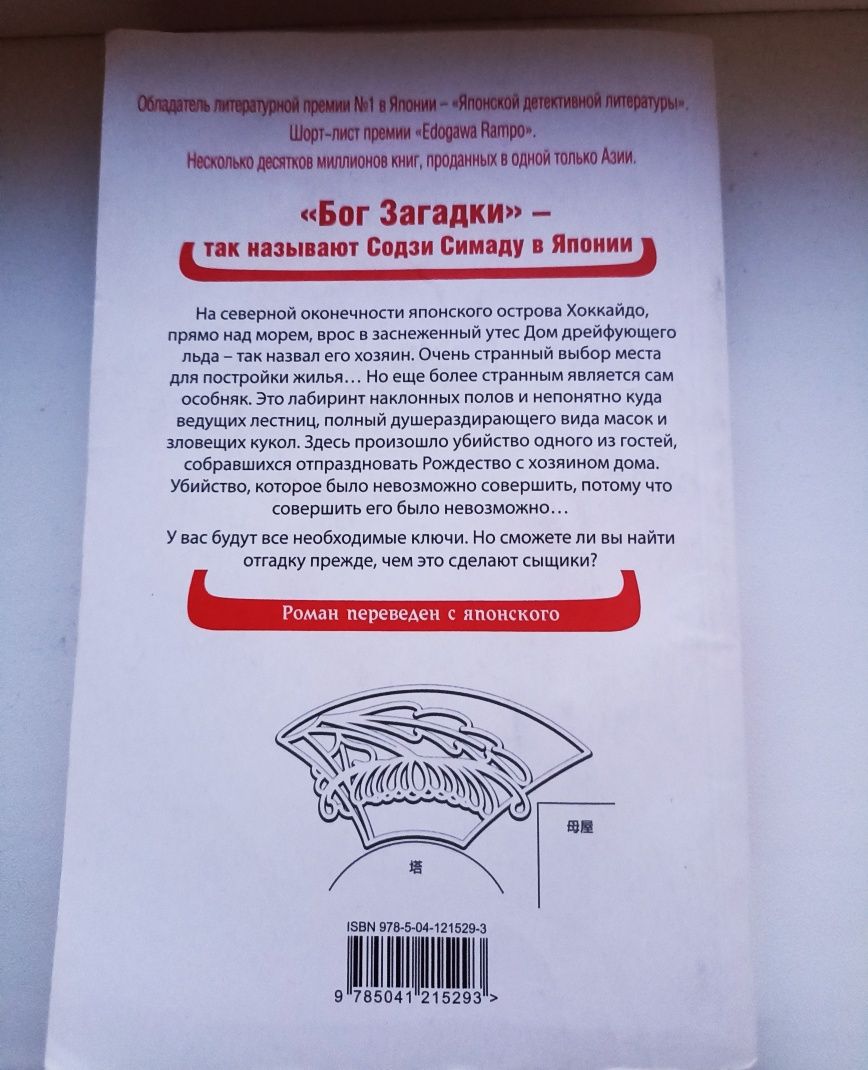 Обладатель литературной премии №1 в Японии – «Японской детективной литературы».
Шорт-лист премии «Edogawa Rampo».
Несколько десятков миллионов книг, проданных в одной только Азии.
«Бог Загадки» –
так называют Содзи Симаду в Японии
На северной оконечности японского острова Хоккайдо,
прямо над морем, врос в заснеженный утес Дом дрейфующего
льда – так назвал его хозяин. Очень странный выбор места
для постройки жилья… Но еще более странным является сам
особняк. Это лабиринт наклонных полов и непонятно куда
ведущих лестниц, полный душераздирающего вида масок и
зловещих кукол. Здесь произошло убийство одного из гостей,
собравшихся отпраздновать Рождество с хозяином дома.
Убийство, которое было невозможно совершить, потому что
совершить его было невозможно…
У вас будут все необходимые ключи. Но сможете ли вы найти
отгадку прежде, чем это сделают сыщики?
Роман переведен с японского
母屋
塔
ISBN 978-5-04-121529-3
9 785041 215293 >